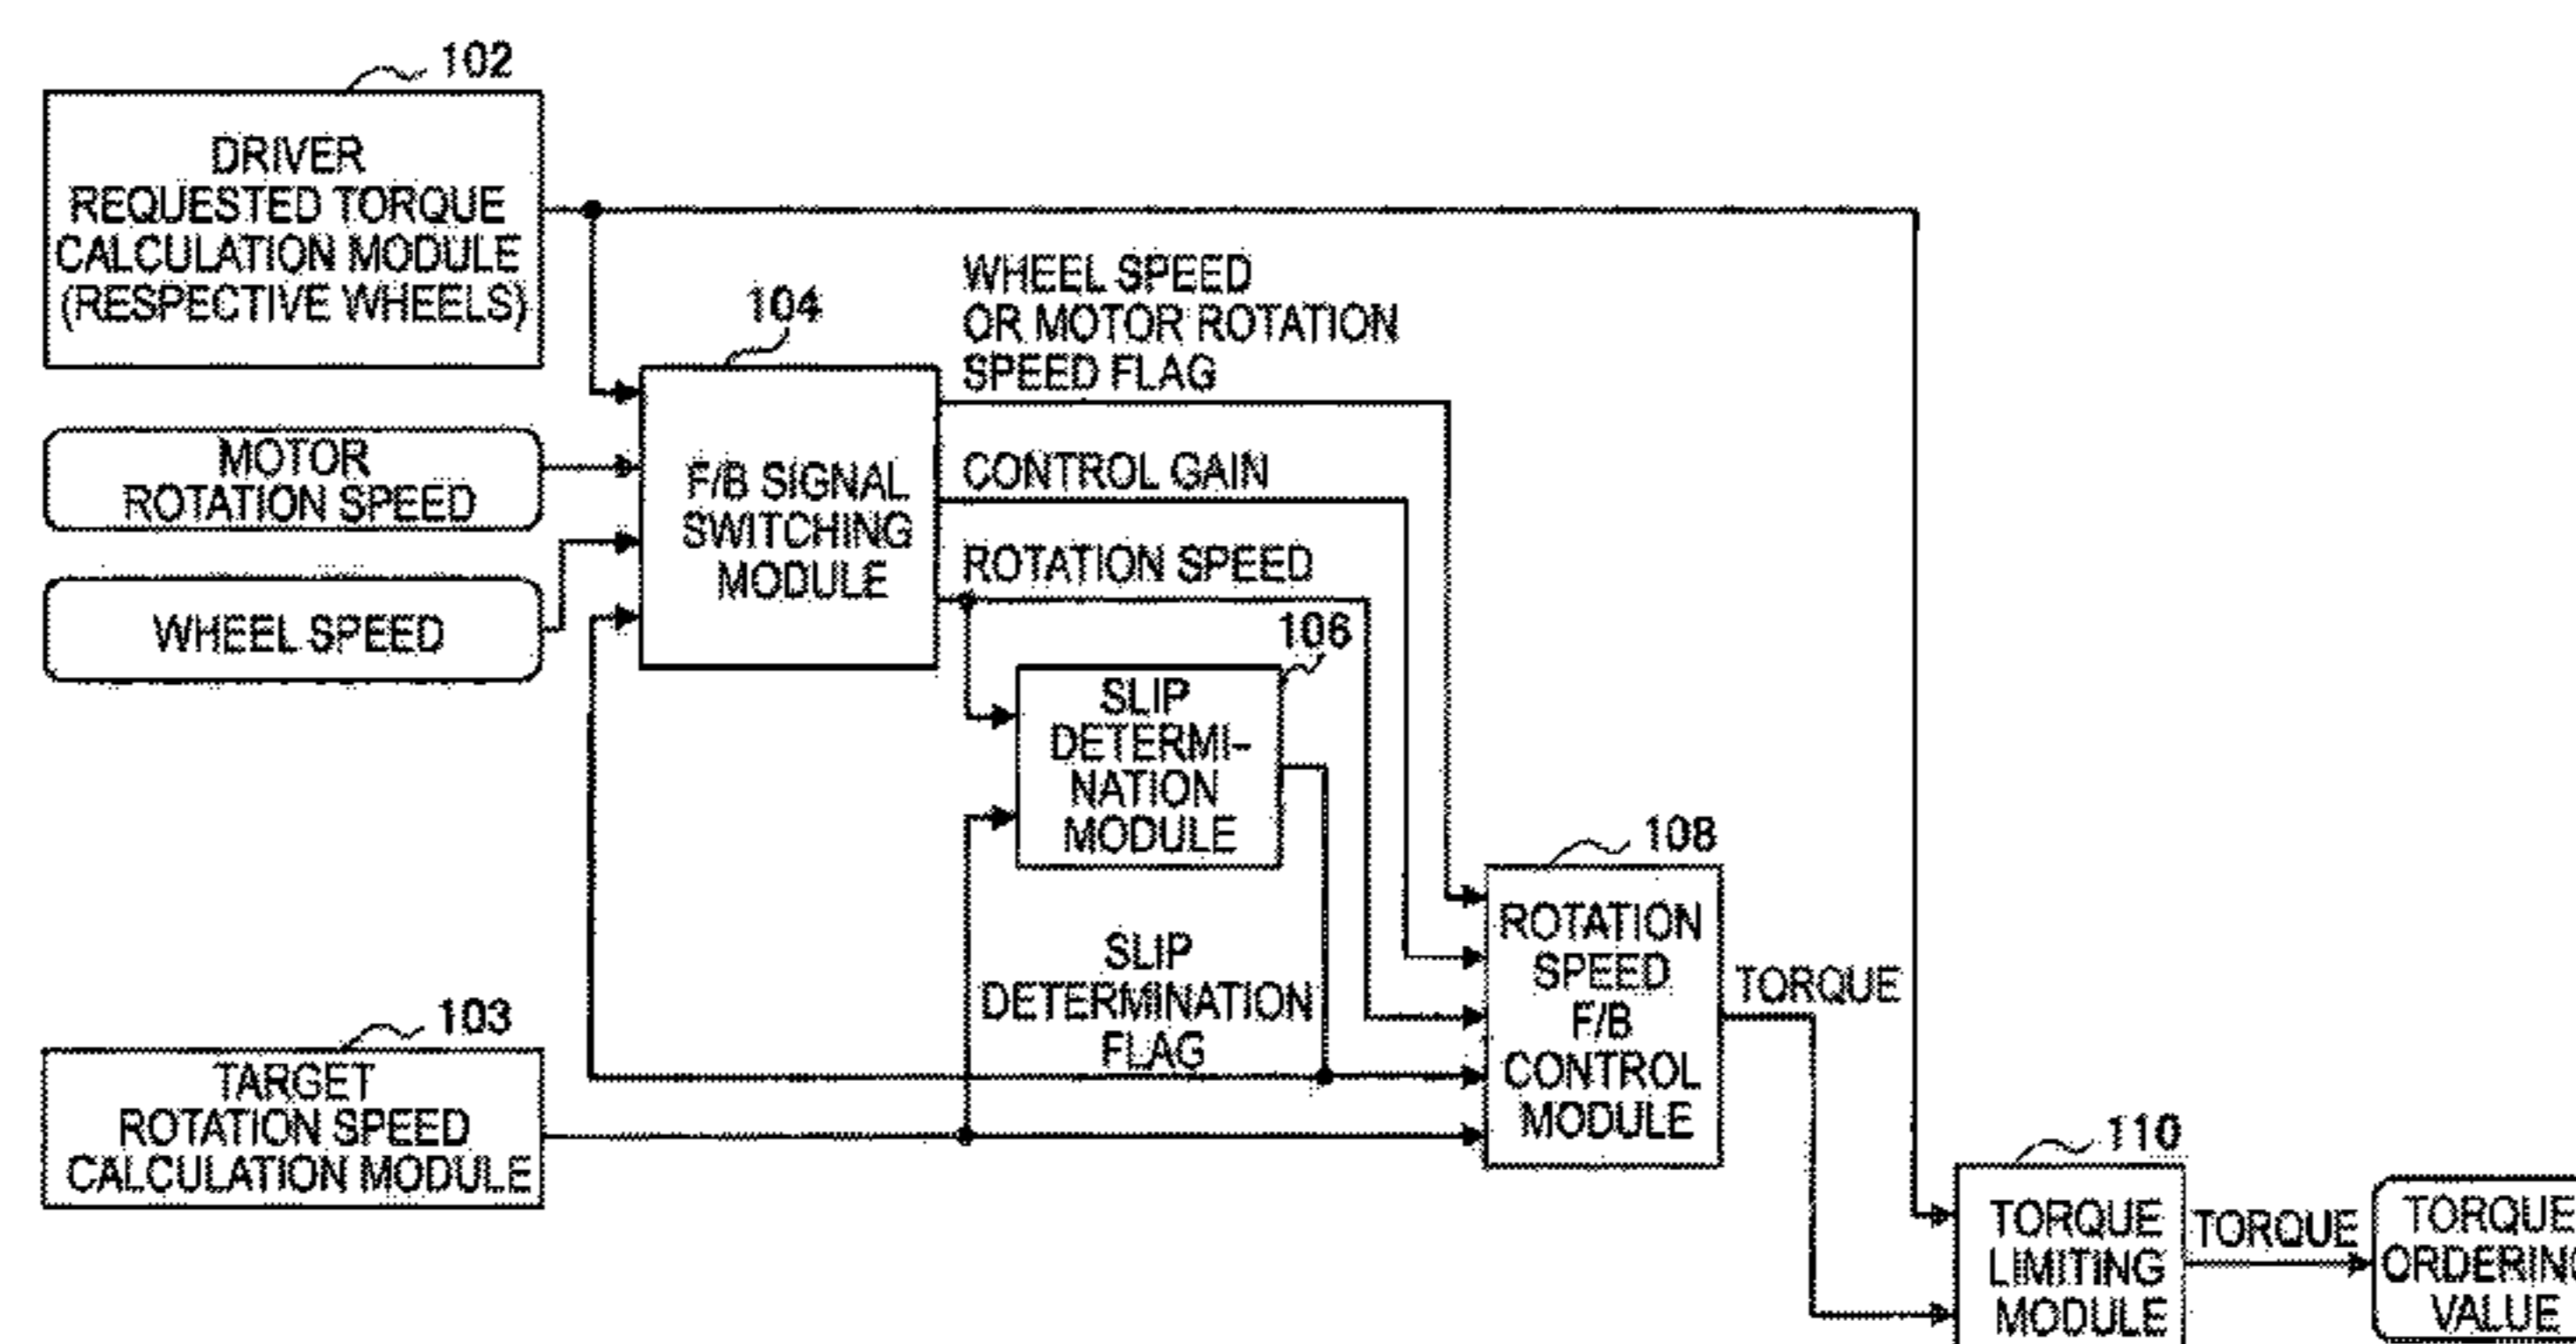 102
DRIVER
REQUESTED TORQUE
CALCULATION MODULE
(RESPECTIVE WHEELS)
MOTOR
ROTATION SPEED
WHEEL SPEED
104
F/B SIGNAL
SWITCHING
MODULE
WHEEL SPEED
OR MOTOR ROTATION
SPEED FLAG
CONTROL GAIN
ROTATION SPEED
106
SLIP
DETERMI-
NATION
MODULE
SLIP
DETERMINATION
FLAG
103
TARGET
ROTATION SPEED
CALCULATION MODULE
108
ROTATION
SPEED
F/B
CONTROL
MODULE
TORQUE
110
TORQUE
LIMITING
MODULE
TORQUE
TORQUE
ORDERING
VALUE